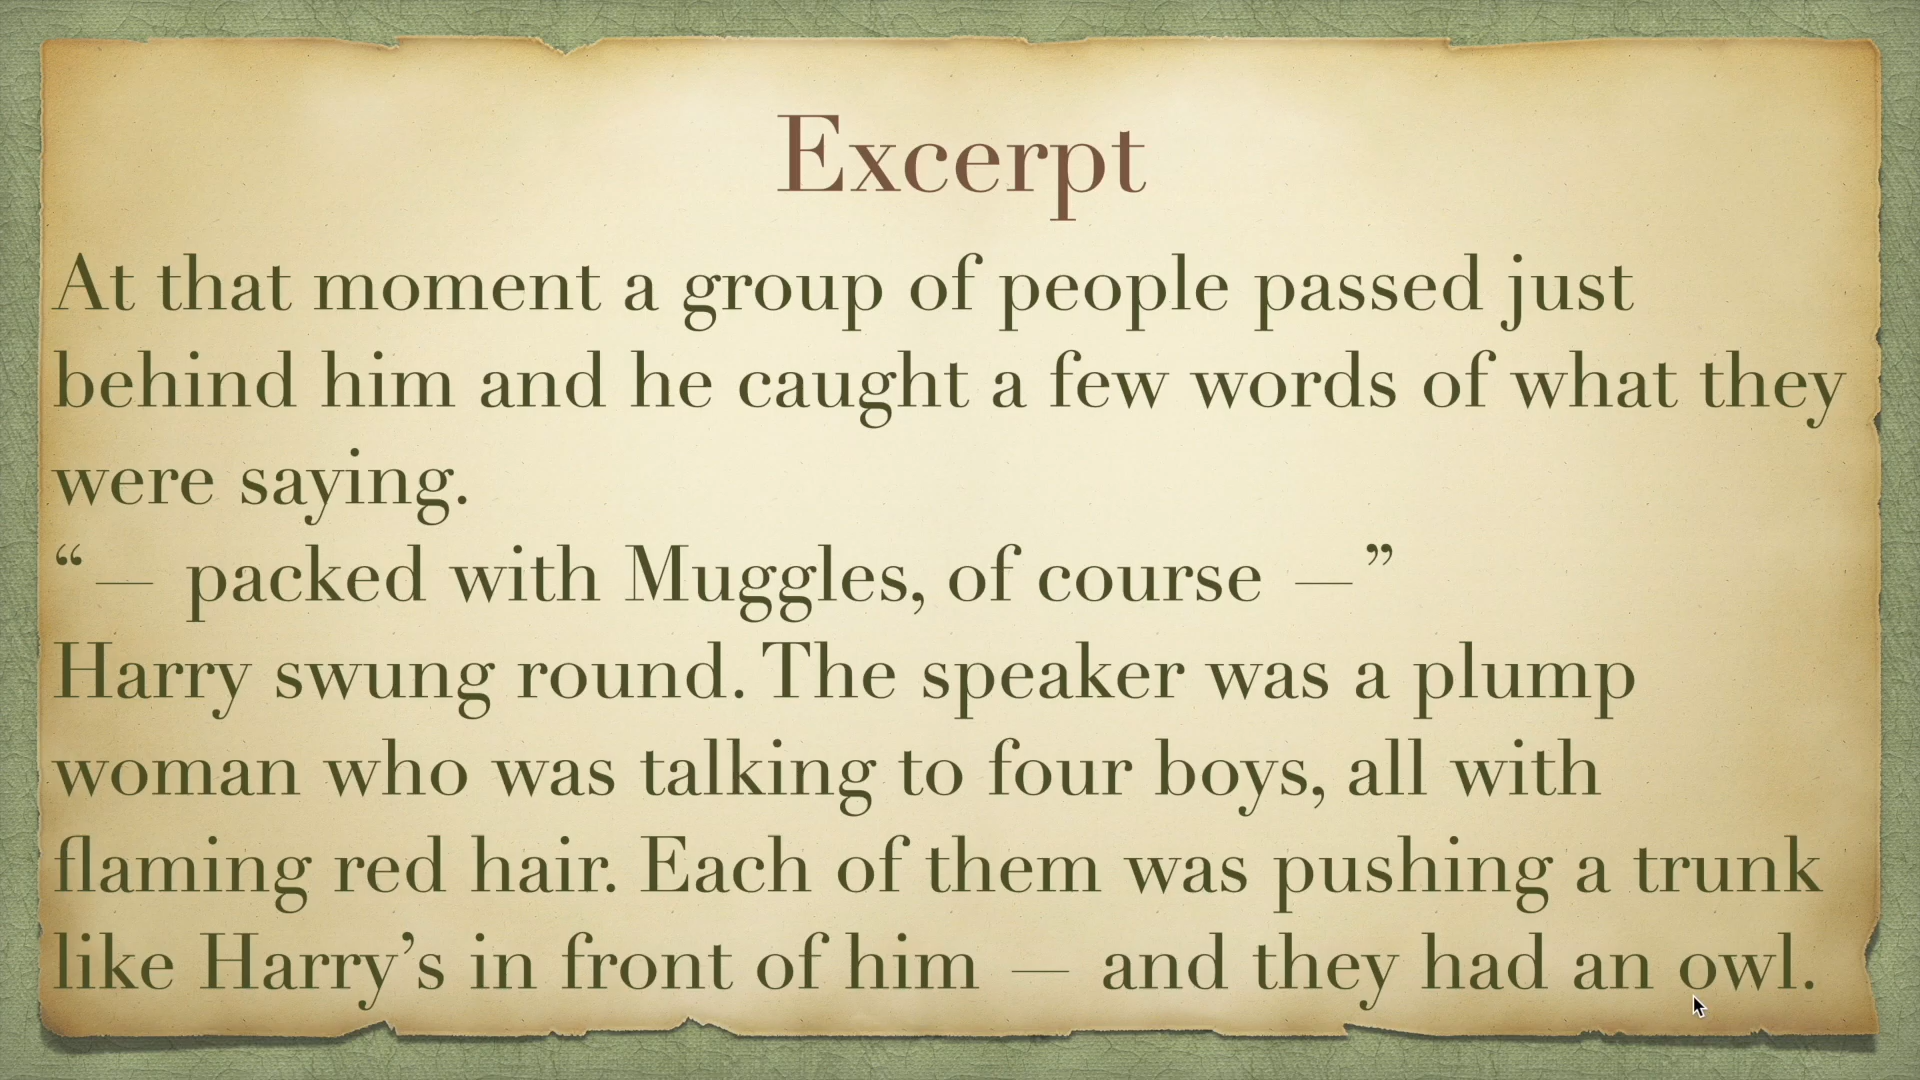 Excerpt
At that moment a group of people passed just
behind him and he caught a few words of what they
were saying.
“— packed with Muggles, of course —”
Harry swung round. The speaker was a plump
woman who was talking to four boys, all with
flaming red hair. Each of them was pushing a trunk
like Harry’s in front of him — and they had an owl.